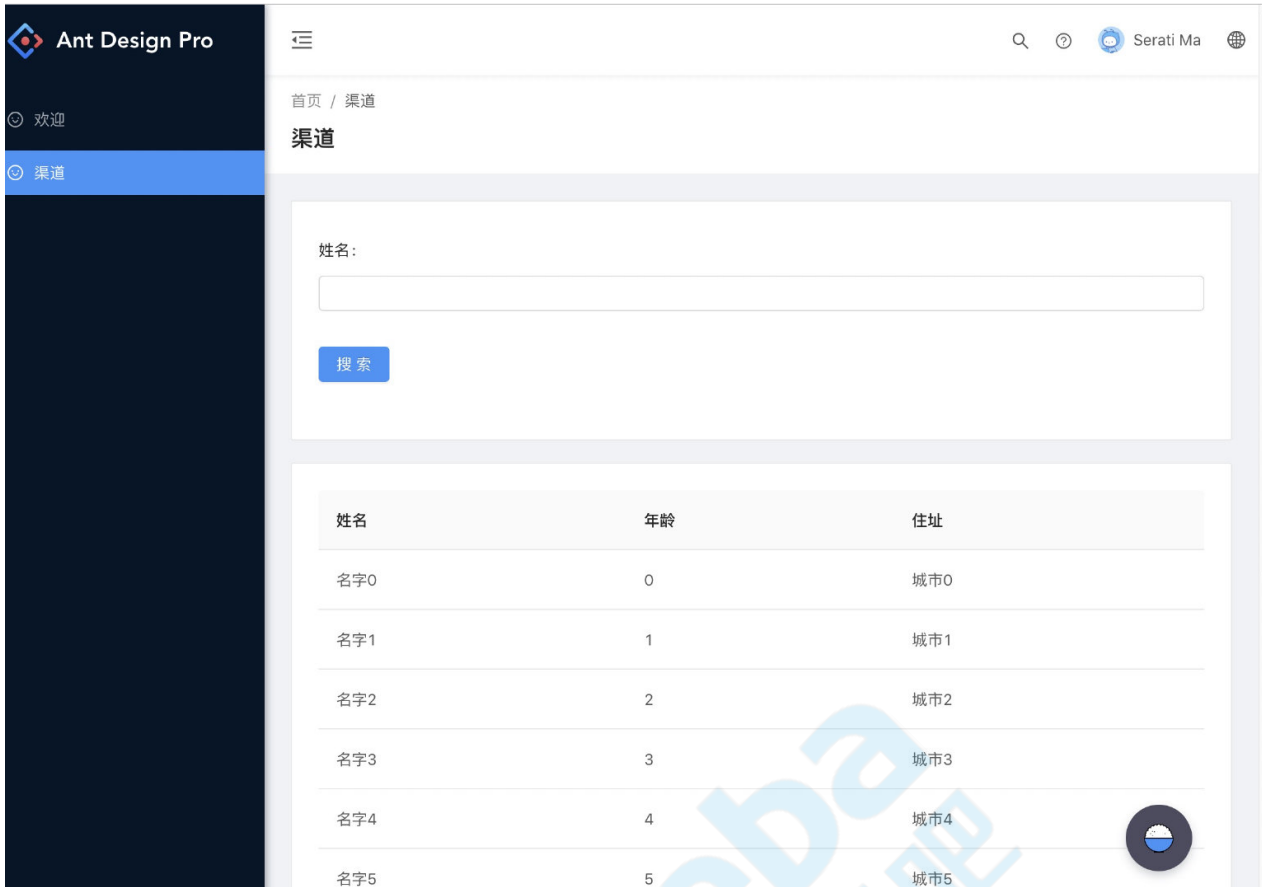 Ant Design Pro
Serati Ma
欢迎
渠道
首页 / 渠道
渠道
姓名:
搜 索
姓名 年龄 住址
名字0 0 城市0
名字1 1 城市1
名字2 2 城市2
名字3 3 城市3
名字4 4 城市4
名字5 5 城市5
oba
吧